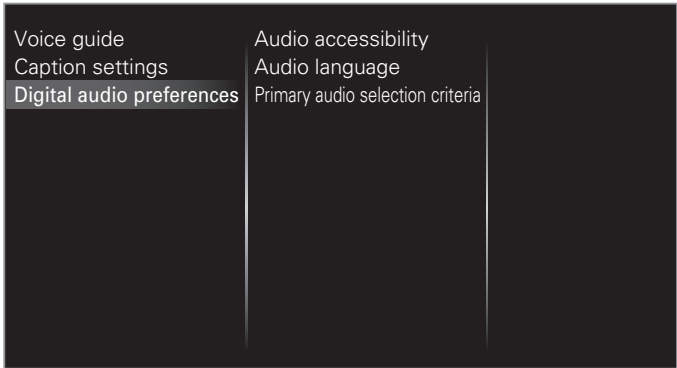 Voice guide
Caption settings
Digital audio preferences
Audio accessibility
Audio language
Primary audio selection criteria